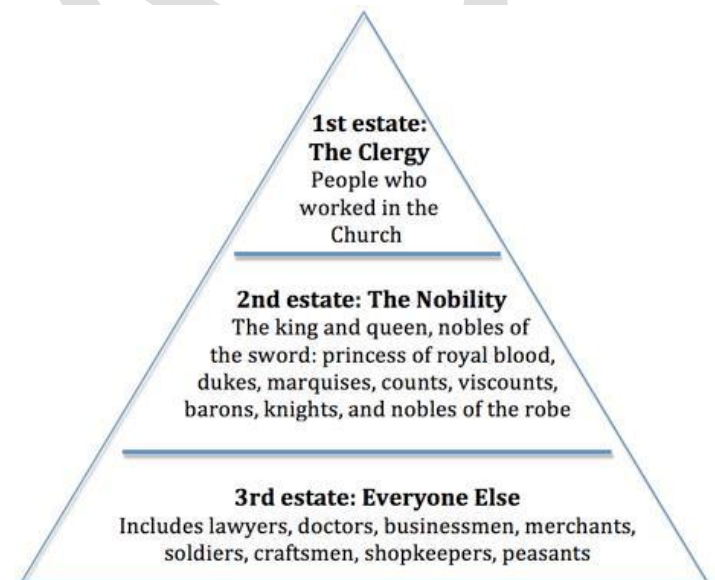 1st estate:
The Clergy
People who
worked in the
Church
2nd estate: The Nobility
The king and queen, nobles of
the sword: princess of royal blood,
dukes, marquises, counts, viscounts,
barons, knights, and nobles of the robe
3rd estate: Everyone Else
Includes lawyers, doctors, businessmen, merchants,
soldiers, craftsmen, shopkeepers, peasants